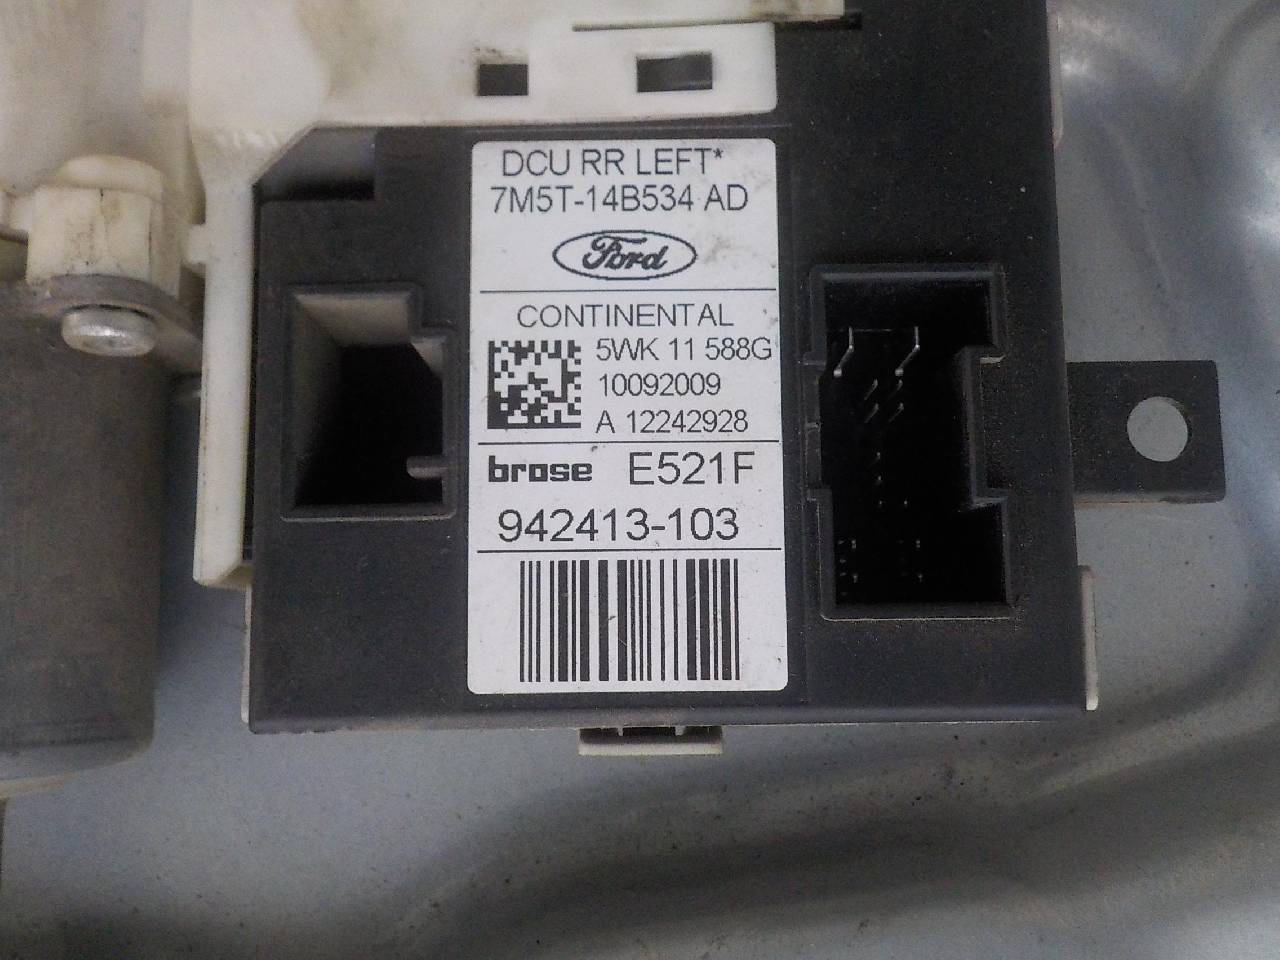 DCU RR LEFT*
7M5T-14B534 AD
Ford
CONTINENTAL
5WK 11 588G
10092009
A 12242928
brose E521F
942413-103